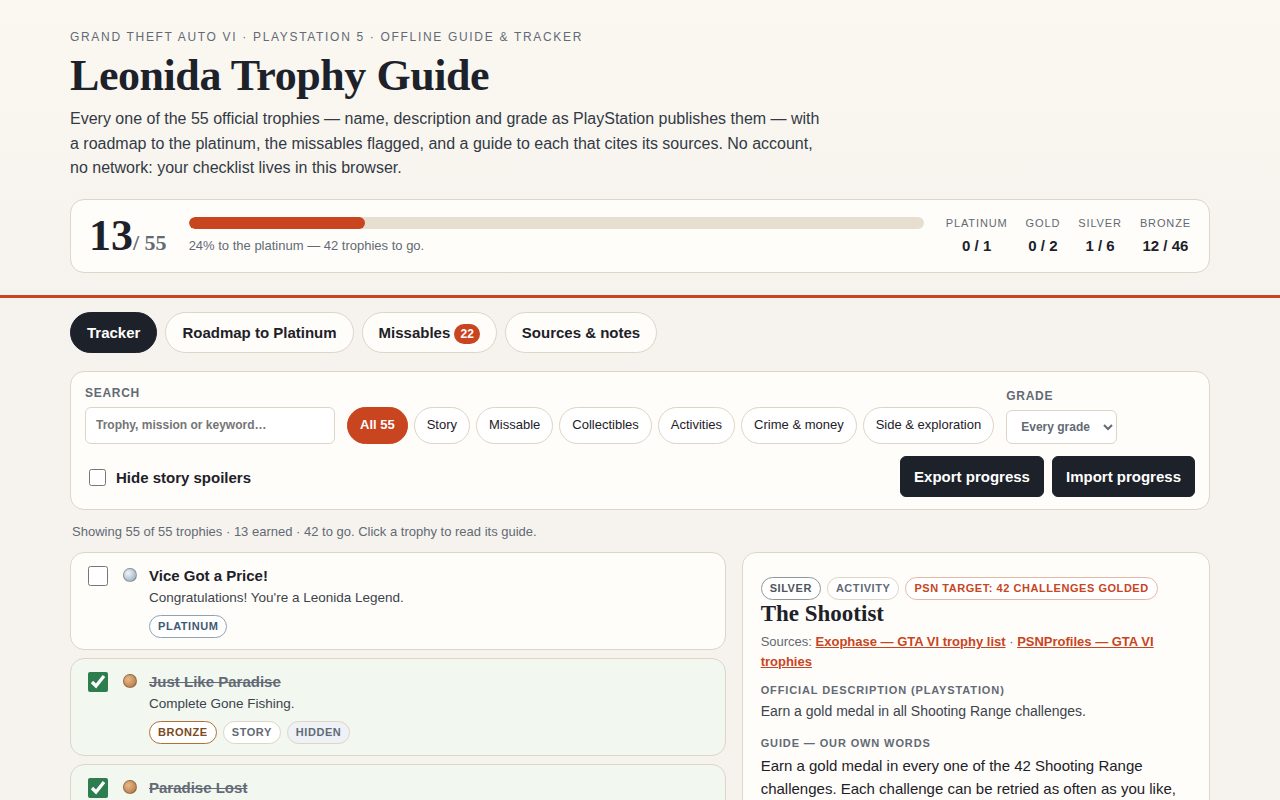 GRAND THEFT AUTO VI · PLAYSTATION 5 · OFFLINE GUIDE & TRACKER
Leonida Trophy Guide
Every one of the 55 official trophies — name, description and grade as PlayStation publishes them — with
a roadmap to the platinum, the missables flagged, and a guide to each that cites its sources. No account,
no network: your checklist lives in this browser.
13 / 55
24% to the platinum — 42 trophies to go.
PLATINUM GOLD SILVER BRONZE
0 / 1 0 / 2 1 / 6 12 / 46
Tracker Roadmap to Platinum Missables 22 Sources & notes
SEARCH
GRADE
Trophy, mission or keyword… All 55 Story Missable Collectibles Activities Crime & money Side & exploration Every grade
Hide story spoilers Export progress Import progress
Showing 55 of 55 trophies · 13 earned · 42 to go. Click a trophy to read its guide.
Vice Got a Price!
Congratulations! You're a Leonida Legend.
PLATINUM
Just Like Paradise
Complete Gone Fishing.
BRONZE STORY HIDDEN
Paradise Lost
SILVER ACTIVITY PSN TARGET: 42 CHALLENGES GOLDED
The Shootist
Sources: Exophase — GTA VI trophy list · PSNProfiles — GTA VI
trophies
OFFICIAL DESCRIPTION (PLAYSTATION)
Earn a gold medal in all Shooting Range challenges.
GUIDE — OUR OWN WORDS
Earn a gold medal in every one of the 42 Shooting Range
challenges. Each challenge can be retried as often as you like,